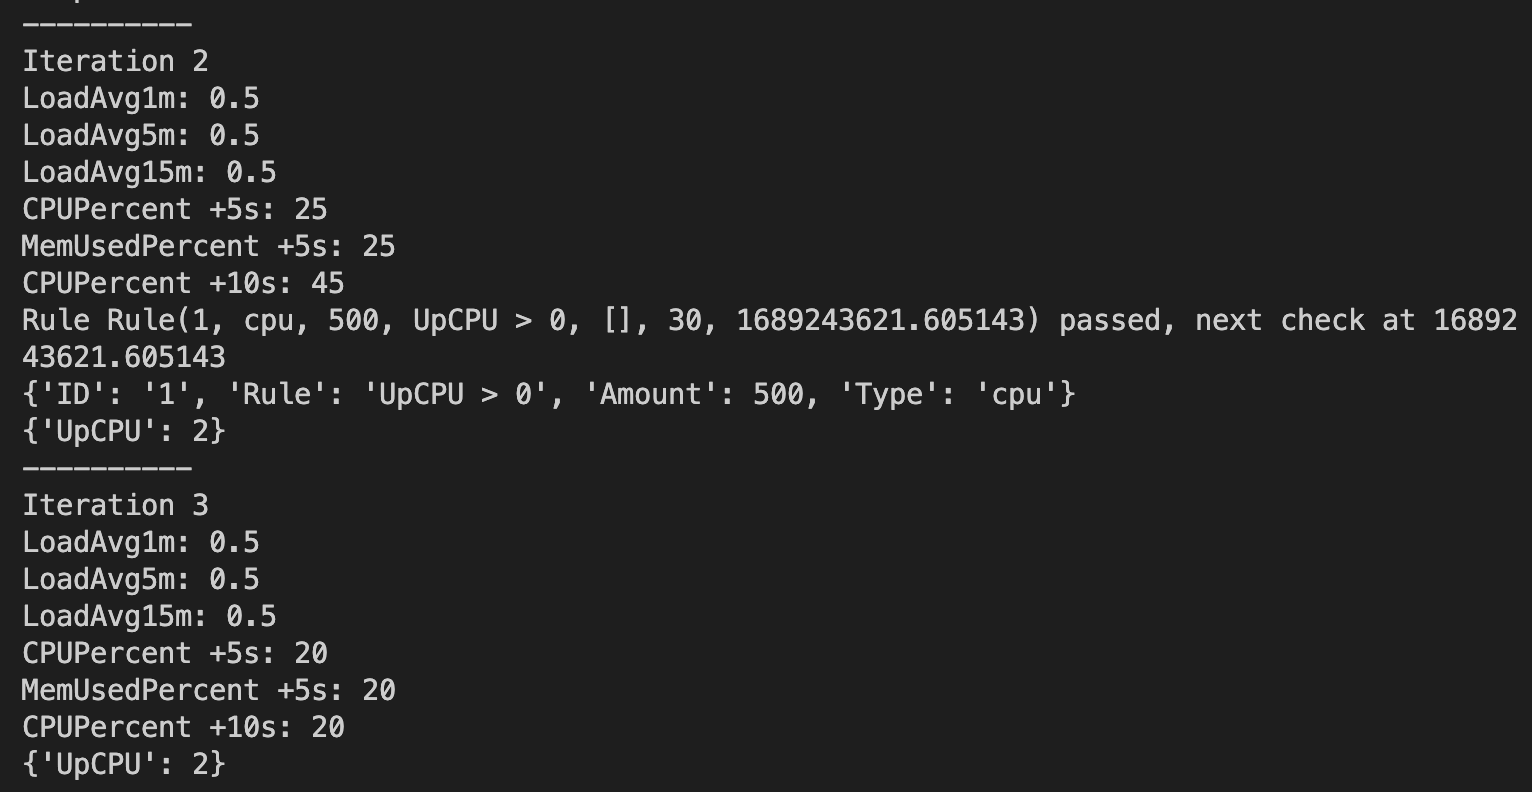 ----------
Iteration 2
LoadAvg1m: 0.5
LoadAvg5m: 0.5
LoadAvg15m: 0.5
CPUPercent +5s: 25
MemUsedPercent +5s: 25
CPUPercent +10s: 45
Rule Rule(1, cpu, 500, UpCPU > 0, [], 30, 1689243621.605143) passed, next check at 16892
43621.605143
{'ID': '1', 'Rule': 'UpCPU > 0', 'Amount': 500, 'Type': 'cpu'}
{'UpCPU': 2}
----------
Iteration 3
LoadAvg1m: 0.5
LoadAvg5m: 0.5
LoadAvg15m: 0.5
CPUPercent +5s: 20
MemUsedPercent +5s: 20
CPUPercent +10s: 20
{'UpCPU': 2}